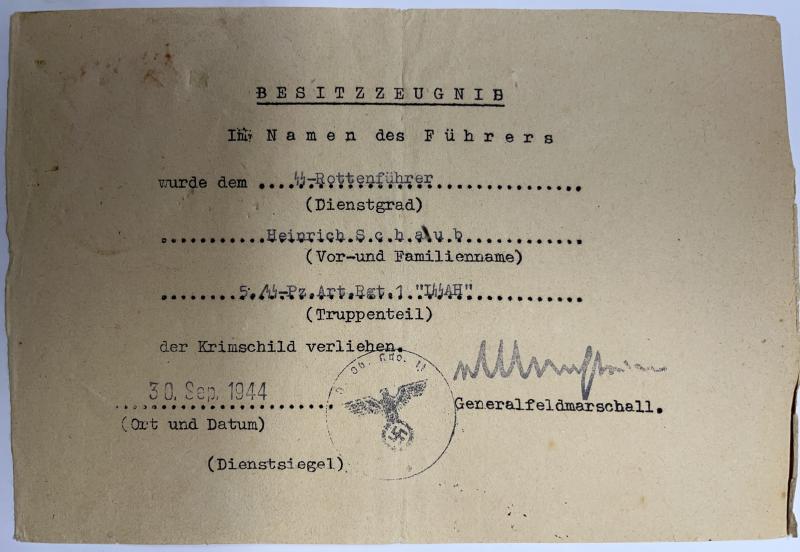 BESITZZEUGNIß
Im Namen des Führers
wurde dem ᛋᛋ-Rottenführer
(Dienstgrad)
Heinrich Schaub
(Vor-und Familienname)
5./ᛋᛋ-Pz.Art.Rgt.1 "LᛋᛋAH"
(Truppenteil)
der Krimschild verliehen.
30. Sep. 1944
Generalfeldmarschall.
(Ort und Datum)
(Dienstsiegel)